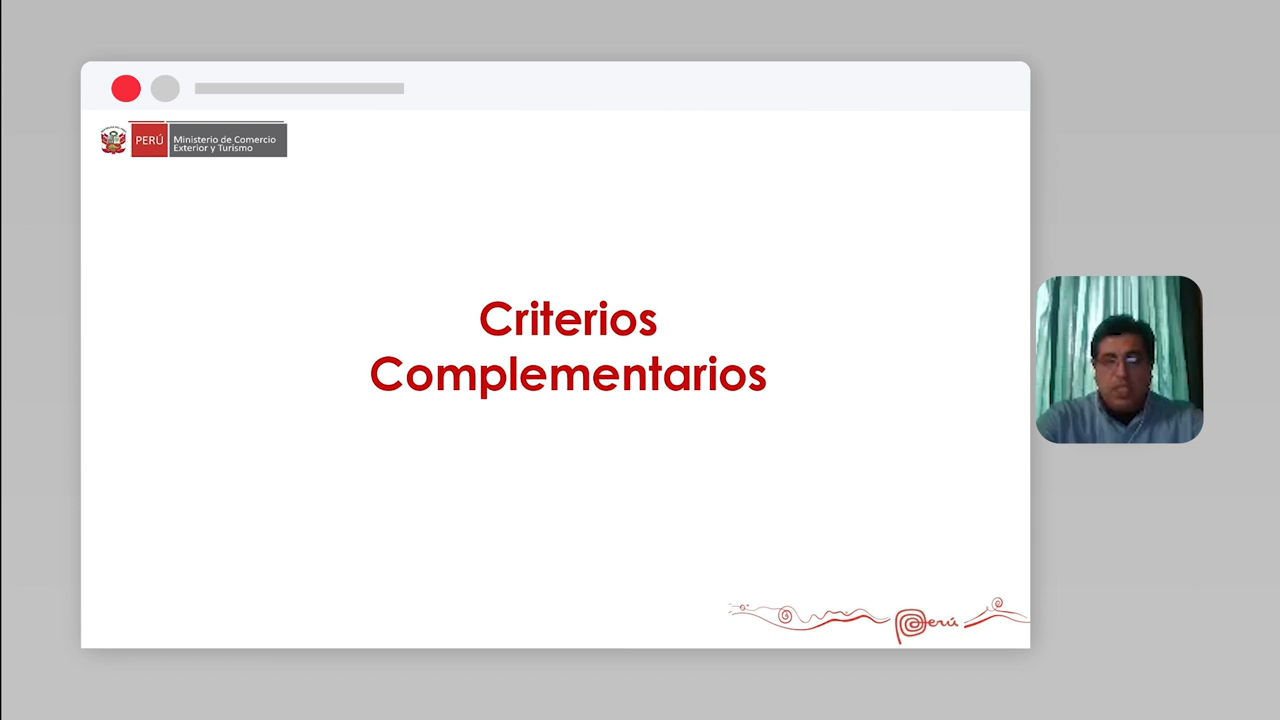 PERÚ
Ministerio de Comercio
Exterior y Turismo
Criterios
Complementarios
Perú